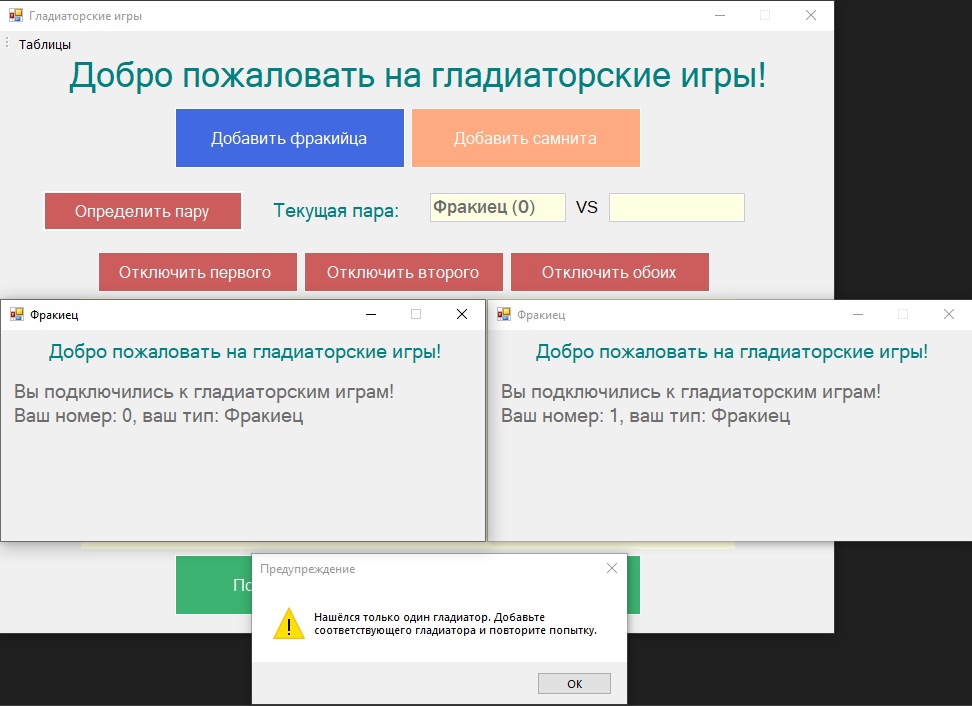 Гладиаторские игры
Таблицы
Добро пожаловать на гладиаторские игры!
Добавить фракийца
Добавить самнита
Определить пару
Текущая пара:
Фракиец (0)
VS
Отключить первого
Отключить второго
Отключить обоих
Фракиец
Добро пожаловать на гладиаторские игры!
Вы подключились к гладиаторским играм!
Ваш номер: 0, ваш тип: Фракиец
Фракиец
Добро пожаловать на гладиаторские игры!
Вы подключились к гладиаторским играм!
Ваш номер: 1, ваш тип: Фракиец
Предупреждение
Нашёлся только один гладиатор. Добавьте
соответствующего гладиатора и повторите попытку.
ОК